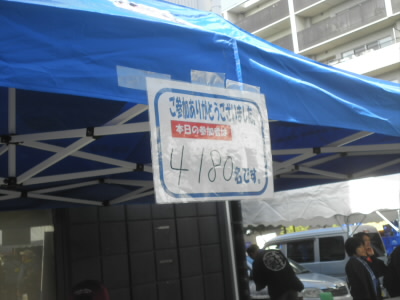 ご参加ありがとうございました。
本日の参加者は
4180名です。